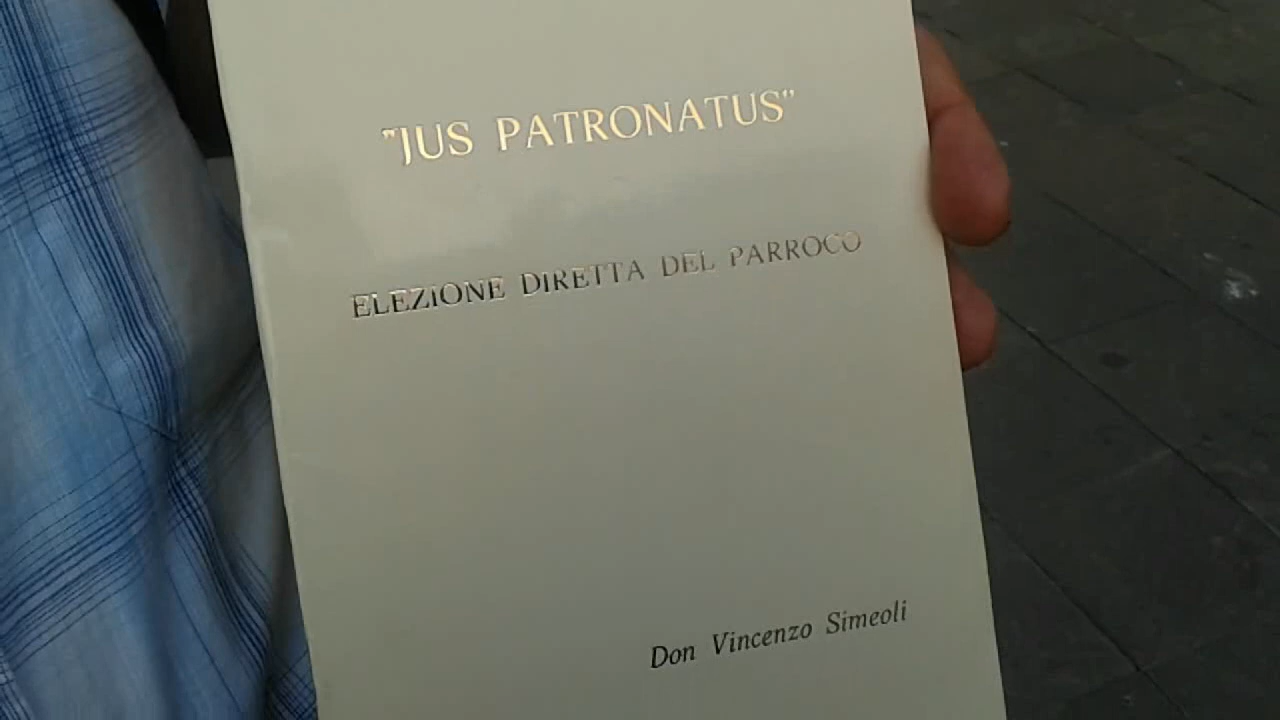 "JUS PATRONATUS"
ELEZIONE DIRETTA DEL PARROCO
Don Vincenzo Simeoli